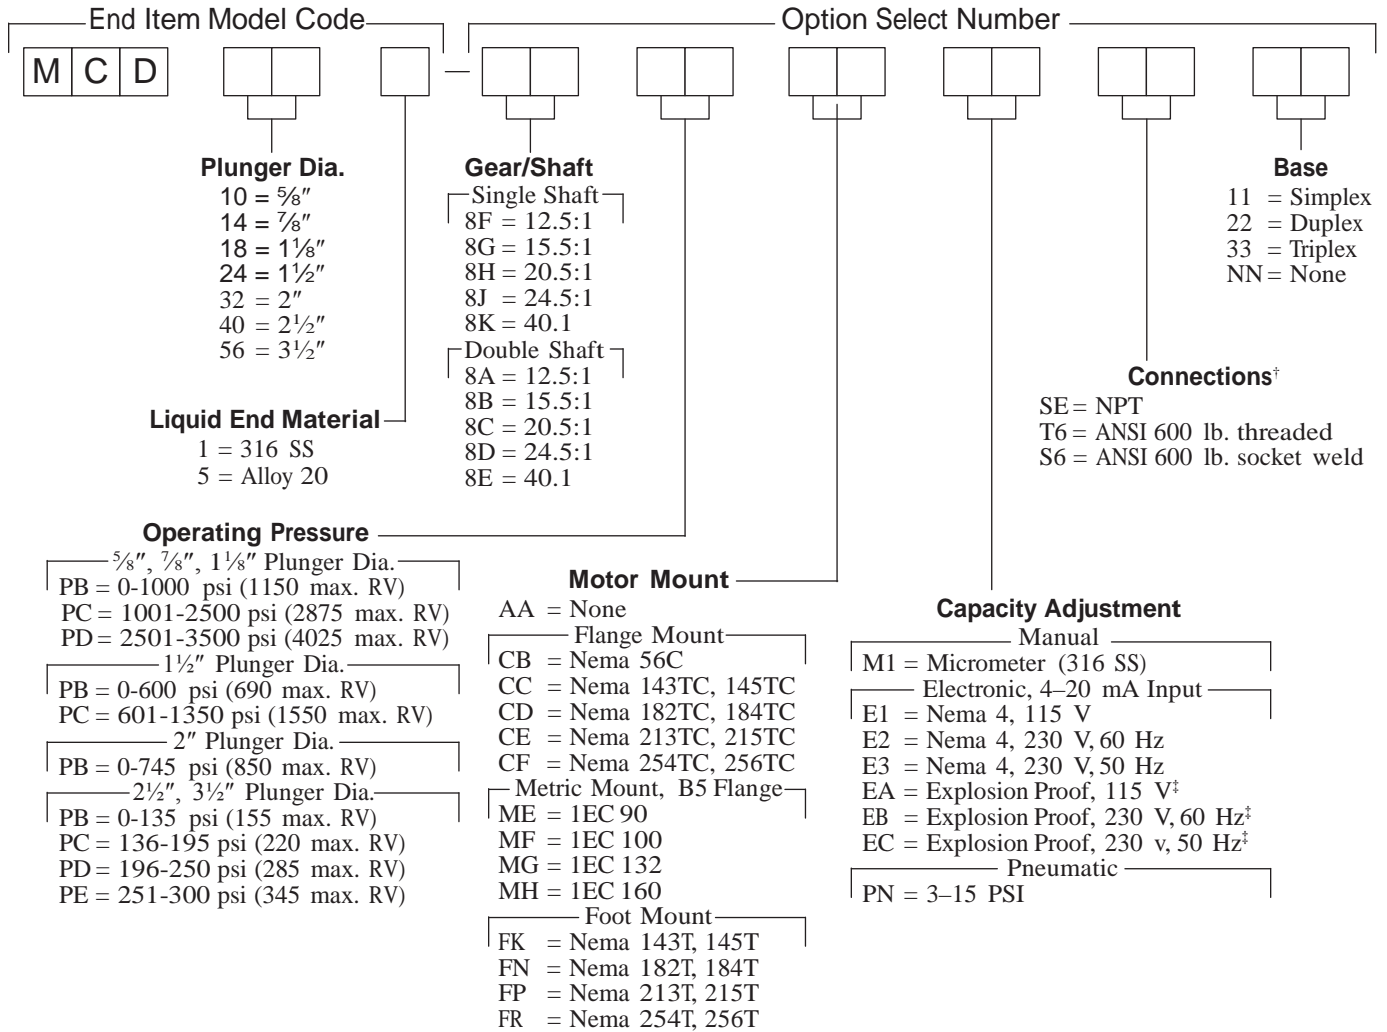 End Item Model Code
Option Select Number
M C D
Plunger Dia.
10 = ⅝″
14 = ⅞″
18 = 1⅛″
24 = 1½″
32 = 2″
40 = 2½″
56 = 3½″
Liquid End Material
1 = 316 SS
5 = Alloy 20
Gear/Shaft
Single Shaft
8F = 12.5:1
8G = 15.5:1
8H = 20.5:1
8J = 24.5:1
8K = 40.1
Double Shaft
8A = 12.5:1
8B = 15.5:1
8C = 20.5:1
8D = 24.5:1
8E = 40.1
Base
11 = Simplex
22 = Duplex
33 = Triplex
NN = None
Connections†
SE = NPT
T6 = ANSI 600 lb. threaded
S6 = ANSI 600 lb. socket weld
Operating Pressure
⅝″, ⅞″, 1⅛″ Plunger Dia.
PB = 0-1000 psi (1150 max. RV)
PC = 1001-2500 psi (2875 max. RV)
PD = 2501-3500 psi (4025 max. RV)
1½″ Plunger Dia.
PB = 0-600 psi (690 max. RV)
PC = 601-1350 psi (1550 max. RV)
2″ Plunger Dia.
PB = 0-745 psi (850 max. RV)
2½″, 3½″ Plunger Dia.
PB = 0-135 psi (155 max. RV)
PC = 136-195 psi (220 max. RV)
PD = 196-250 psi (285 max. RV)
PE = 251-300 psi (345 max. RV)
Motor Mount
AA = None
Flange Mount
CB = Nema 56C
CC = Nema 143TC, 145TC
CD = Nema 182TC, 184TC
CE = Nema 213TC, 215TC
CF = Nema 254TC, 256TC
Metric Mount, B5 Flange
ME = 1EC 90
MF = 1EC 100
MG = 1EC 132
MH = 1EC 160
Foot Mount
FK = Nema 143T, 145T
FN = Nema 182T, 184T
FP = Nema 213T, 215T
FR = Nema 254T, 256T
Capacity Adjustment
Manual
M1 = Micrometer (316 SS)
Electronic, 4–20 mA Input
E1 = Nema 4, 115 V
E2 = Nema 4, 230 V, 60 Hz
E3 = Nema 4, 230 V, 50 Hz
EA = Explosion Proof, 115 V‡
EB = Explosion Proof, 230 V, 60 Hz‡
EC = Explosion Proof, 230 v, 50 Hz‡
Pneumatic
PN = 3–15 PSI